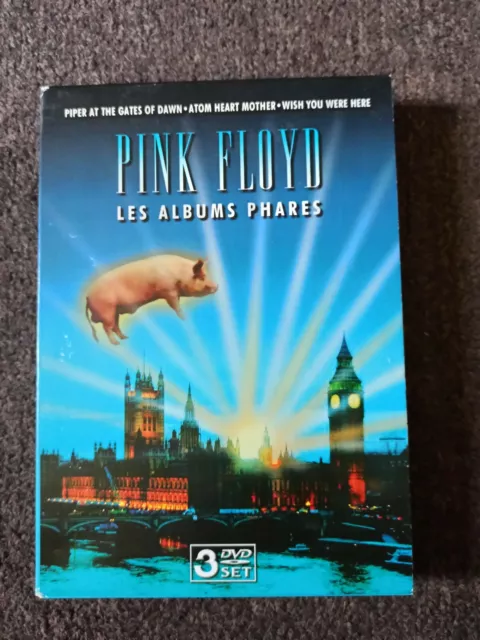 PIPER AT THE GATES OF DAWN • ATOM HEART MOTHER • WISH YOU WERE HERE
PINK FLOYD
LES ALBUMS PHARES
3 DVD SET